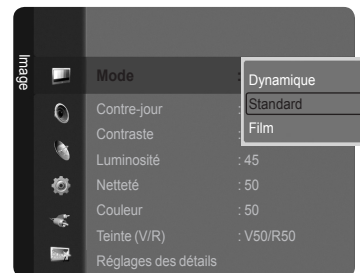 Image
Mode :
Dynamique
Standard
Film
Contre-jour :
Contraste :
Luminosité : 45
Netteté : 50
Couleur : 50
Teinte (V/R) : V50/R50
Réglages des détails